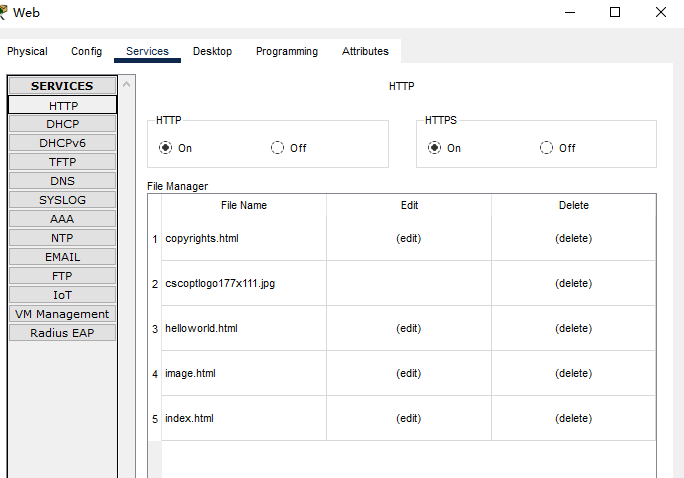 Web
Physical Config Services Desktop Programming Attributes
SERVICES
HTTP
DHCP
DHCPv6
TFTP
DNS
SYSLOG
AAA
NTP
EMAIL
FTP
IoT
VM Management
Radius EAP
HTTP
HTTP
On Off
HTTPS
On Off
File Manager
File Name Edit Delete
1 copyrights.html (edit) (delete)
2 cscoptlogo177x111.jpg (delete)
3 helloworld.html (edit) (delete)
4 image.html (edit) (delete)
5 index.html (edit) (delete)